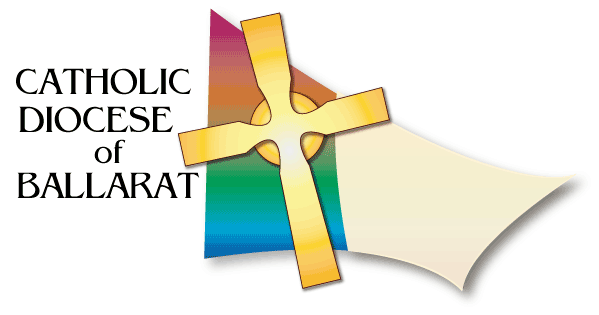 CATHOLIC
DIOCESE
of
BALLARAT